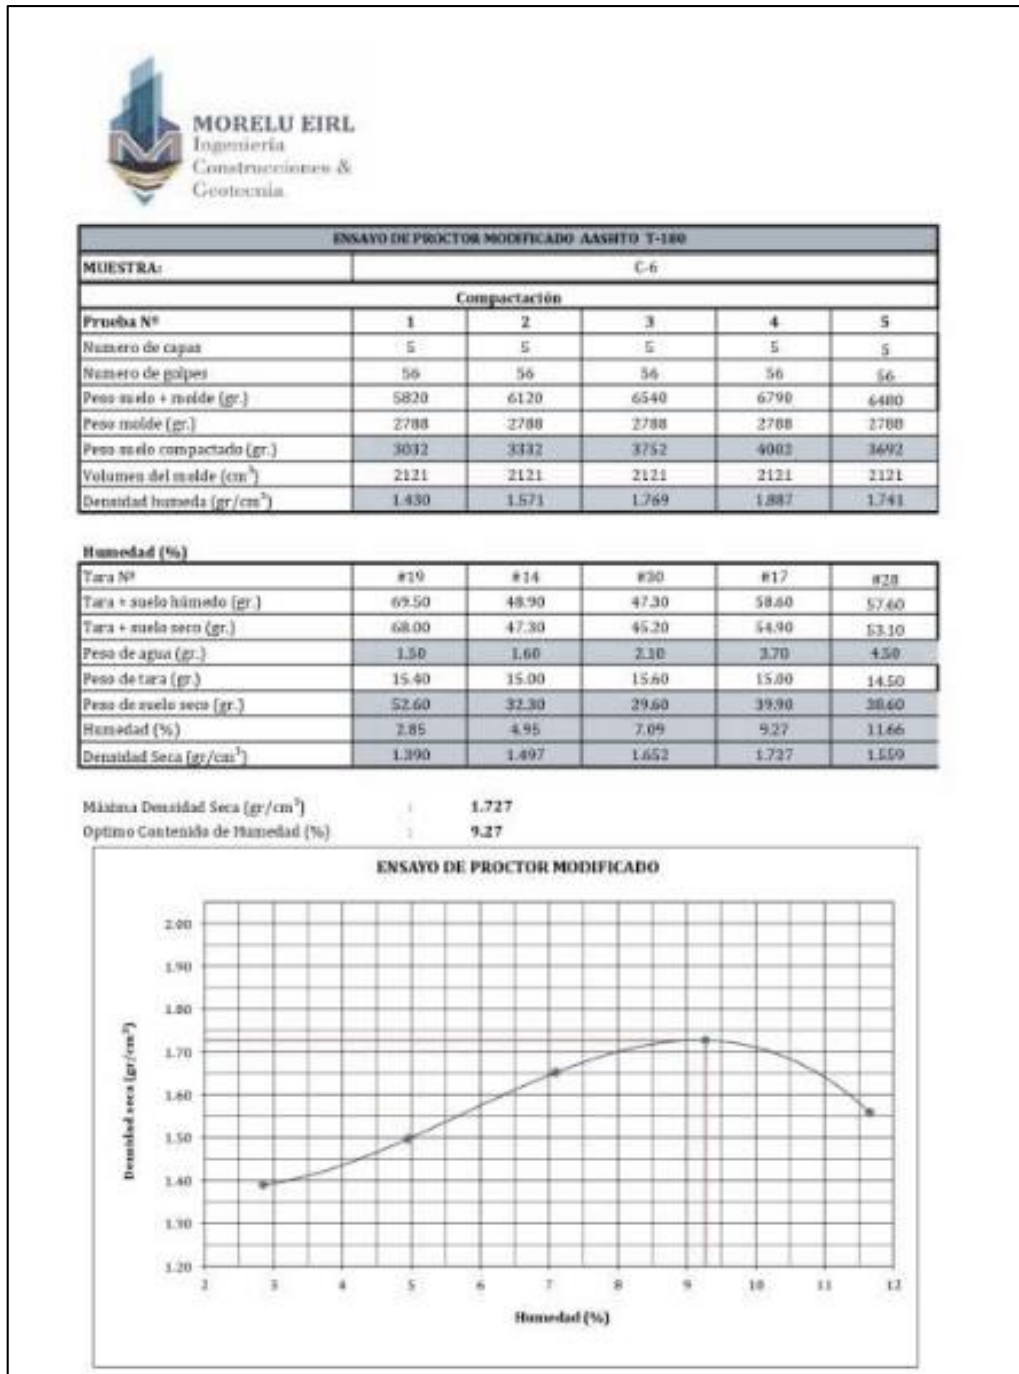 MORELU EIRL
Ingeniería
Construcciones &
Geotecnia
ENSAYO DE PROCTOR MODIFICADO AASHTO T-180
MUESTRA: C-6
Compactación
Prueba Nº 1 2 3 4 5
Numero de capas 5 5 5 5 5
Numero de golpes 56 56 56 56 56
Peso suelo + molde (gr.) 5820 6120 6540 6790 6480
Peso molde (gr.) 2788 2788 2788 2788 2788
Peso suelo compactado (gr.) 3032 3332 3752 4002 3692
Volumen del molde (cm³) 2121 2121 2121 2121 2121
Densidad humeda (gr/cm³) 1.430 1.571 1.769 1.887 1.741
Humedad (%)
Tara Nº #19 #14 #30 #17 #28
Tara + suelo húmedo (gr.) 69.50 48.90 47.30 58.60 57.60
Tara + suelo seco (gr.) 68.00 47.30 45.20 54.90 53.10
Peso de agua (gr.) 1.50 1.60 2.10 3.70 4.50
Peso de tara (gr.) 15.40 15.00 15.60 15.00 14.50
Peso de suelo seco (gr.) 52.60 32.30 29.60 39.90 38.60
Humedad (%) 2.85 4.95 7.09 9.27 11.66
Densidad Seca (gr/cm³) 1.390 1.497 1.652 1.727 1.559
Máxima Densidad Seca (gr/cm³) : 1.727
Optimo Contenido de Humedad (%) : 9.27
ENSAYO DE PROCTOR MODIFICADO
2.00
1.90
1.80
1.70
1.60
1.50
1.40
1.30
1.20
Densidad seca (gr/cm³)
2 3 4 5 6 7 8 9 10 11 12
Humedad (%)